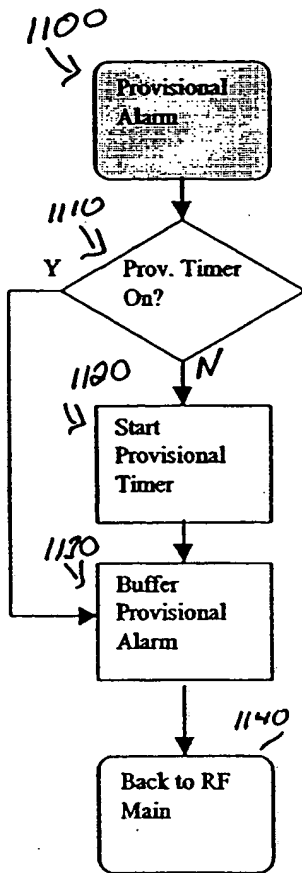 1100
Provisional
Alarm
1110
Y
Prov. Timer
On?
N
1120
Start
Provisional
Timer
1130
Buffer
Provisional
Alarm
1140
Back to RF
Main